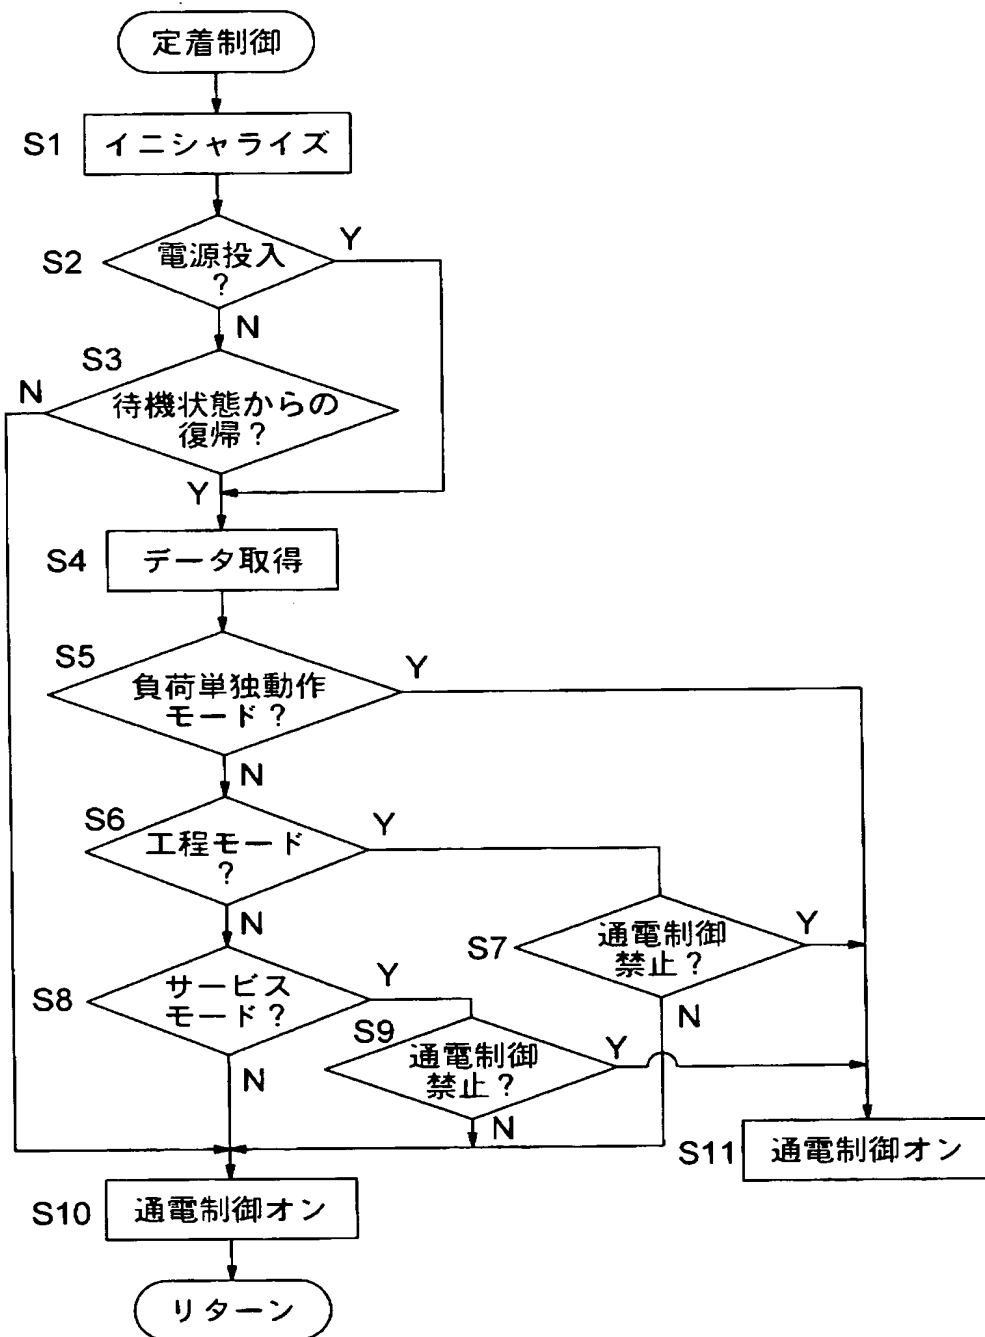 定着制御
S1
イニシャライズ
S2
電源投入
?
Y
N
S3
N
待機状態からの
復帰?
Y
S4
データ取得
S5
負荷単独動作
モード?
Y
N
S6
工程モード
?
Y
N
S7
通電制御
禁止?
Y
N
S8
サービス
モード?
Y
N
S9
通電制御
禁止?
Y
N
S10
通電制御オン
S11
通電制御オン
リターン